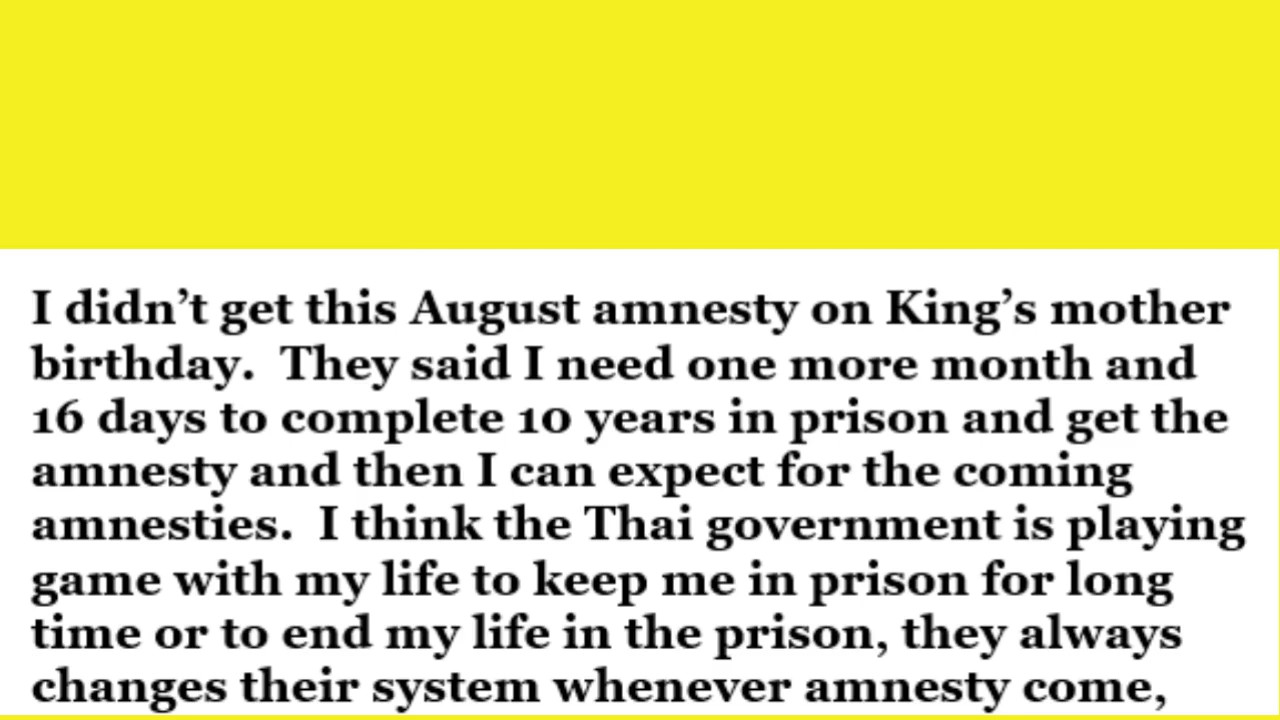 I didn’t get this August amnesty on King’s mother
birthday.  They said I need one more month and
16 days to complete 10 years in prison and get the
amnesty and then I can expect for the coming
amnesties.  I think the Thai government is playing
game with my life to keep me in prison for long
time or to end my life in the prison, they always
changes their system whenever amnesty come,